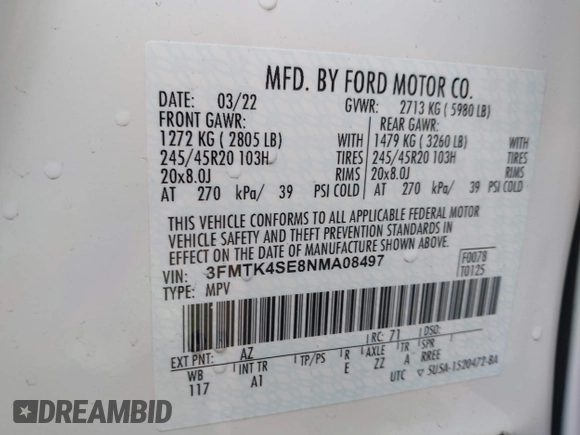 MFD. BY FORD MOTOR CO.
DATE: 03/22 GVWR: 2713 KG ( 5980 LB)
FRONT GAWR: REAR GAWR:
1272 KG ( 2805 LB) WITH 1479 KG ( 3260 LB) WITH
245/45R20 103H TIRES 245/45R20 103H TIRES
20x8.0J RIMS 20x8.0J RIMS
AT 270 kPa/ 39 PSI COLD AT 270 kPa/ 39 PSI COLD
THIS VEHICLE CONFORMS TO ALL APPLICABLE FEDERAL MOTOR
VEHICLE SAFETY AND THEFT PREVENTION STANDARDS IN
EFFECT ON THE DATE OF MANUFACTURE SHOWN ABOVE.
VIN: 3FMTK4SE8NMA08497 F0078
TYPE: MPV T0125
EXT PNT: AZ RC: 71 DSO:
WB INT TR TP/PS R AXLE TR SPR
117 A1 E ZZ A RREE
UTC 5USA-1520472-BA
DREAMBID